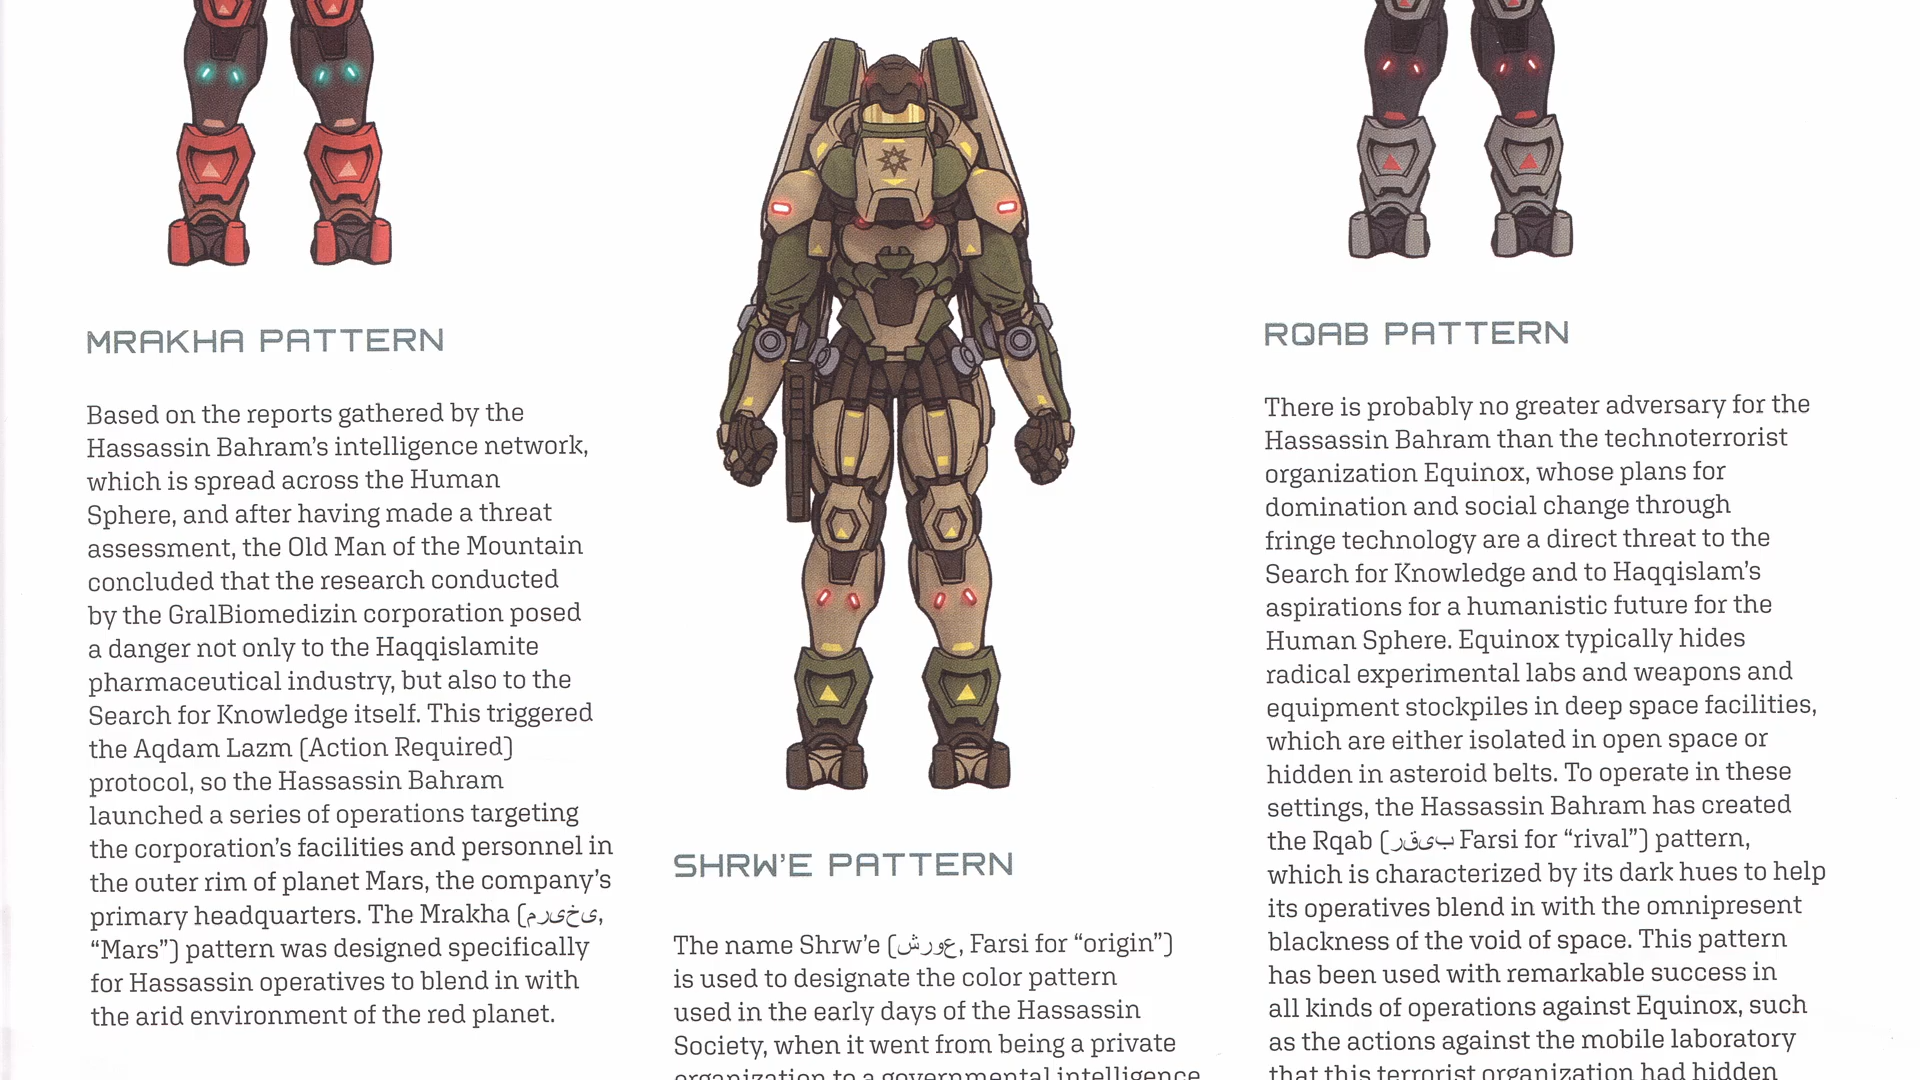 MRAKHA PATTERN
Based on the reports gathered by the
Hassassin Bahram's intelligence network,
which is spread across the Human
Sphere, and after having made a threat
assessment, the Old Man of the Mountain
concluded that the research conducted
by the GralBiomedizin corporation posed
a danger not only to the Haqqislamite
pharmaceutical industry, but also to the
Search for Knowledge itself. This triggered
the Aqdam Lazm (Action Required)
protocol, so the Hassassin Bahram
launched a series of operations targeting
the corporation's facilities and personnel in
the outer rim of planet Mars, the company's
primary headquarters. The Mrakha (مریخی,
“Mars”) pattern was designed specifically
for Hassassin operatives to blend in with
the arid environment of the red planet.
SHRW'E PATTERN
The name Shrw'e (شروع, Farsi for “origin”)
is used to designate the color pattern
used in the early days of the Hassassin
Society, when it went from being a private
organization to a governmental intelligence
RQAB PATTERN
There is probably no greater adversary for the
Hassassin Bahram than the technoterrorist
organization Equinox, whose plans for
domination and social change through
fringe technology are a direct threat to the
Search for Knowledge and to Haqqislam's
aspirations for a humanistic future for the
Human Sphere. Equinox typically hides
radical experimental labs and weapons and
equipment stockpiles in deep space facilities,
which are either isolated in open space or
hidden in asteroid belts. To operate in these
settings, the Hassassin Bahram has created
the Rqab (رقیب Farsi for “rival”) pattern,
which is characterized by its dark hues to help
its operatives blend in with the omnipresent
blackness of the void of space. This pattern
has been used with remarkable success in
all kinds of operations against Equinox, such
as the actions against the mobile laboratory
that this terrorist organization had hidden